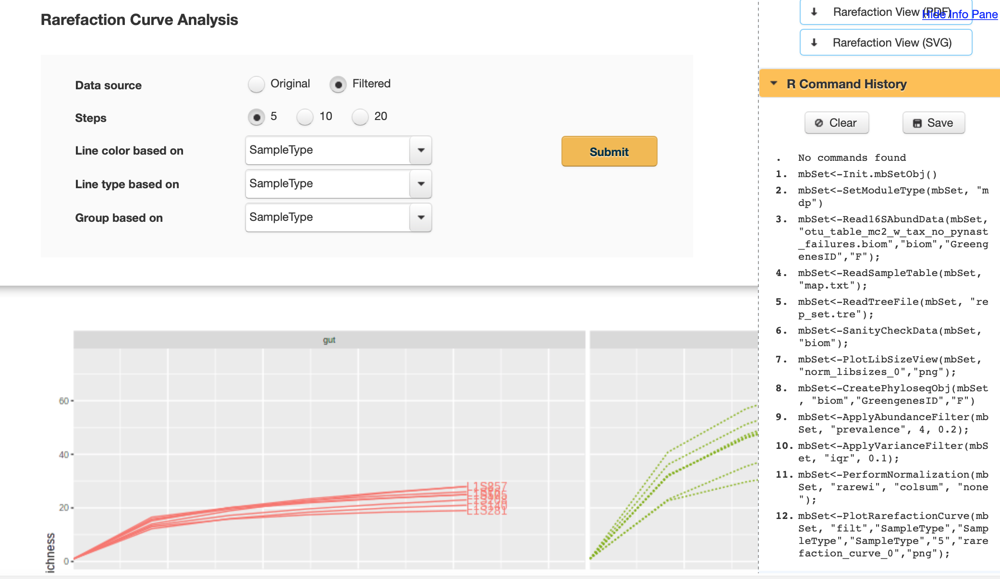 Rarefaction Curve Analysis
Data source
Original
Filtered
Steps
5
10
20
Line color based on
SampleType
Line type based on
SampleType
Group based on
SampleType
Submit
gut
60
40
20
0
ichness
L1S281
Rarefaction View (PDF)
Hide Info Pane
Rarefaction View (SVG)
R Command History
Clear
Save
. No commands found
1. mbSet<-Init.mbSetObj()
2. mbSet<-SetModuleType(mbSet, "m
dp")
3. mbSet<-Read16SAbundData(mbSet,
"otu_table_mc2_w_tax_no_pynast
_failures.biom","biom","Greeng
enesID","F");
4. mbSet<-ReadSampleTable(mbSet,
"map.txt");
5. mbSet<-ReadTreeFile(mbSet, "re
p_set.tre");
6. mbSet<-SanityCheckData(mbSet,
"biom");
7. mbSet<-PlotLibSizeView(mbSet,
"norm_libsizes_0","png");
8. mbSet<-CreatePhyloseqObj(mbSet
, "biom","GreengenesID","F")
9. mbSet<-ApplyAbundanceFilter(mb
Set, "prevalence", 4, 0.2);
10. mbSet<-ApplyVarianceFilter(mbS
et, "iqr", 0.1);
11. mbSet<-PerformNormalization(mb
Set, "rarewi", "colsum", "none
");
12. mbSet<-PlotRarefactionCurve(mb
Set, "filt","SampleType","Samp
leType","SampleType","5","rare
faction_curve_0","png");